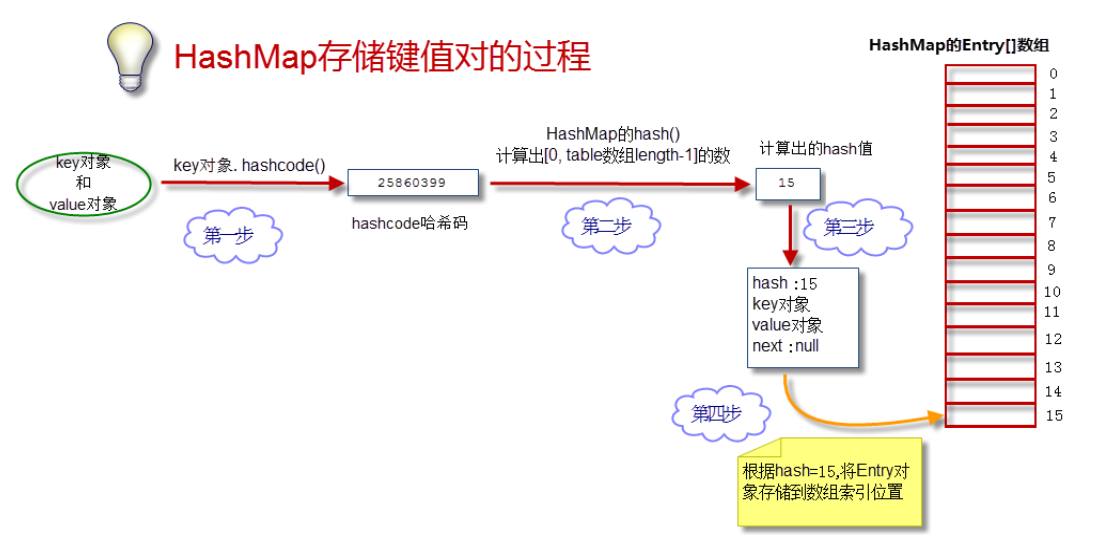 HashMap存储键值对的过程
HashMap的Entry[]数组
key对象
和
value对象
key对象. hashcode()
第一步
25860399
hashcode哈希码
HashMap的hash()
计算出[0, table数组length-1]的数
第二步
计算出的hash值
15
第三步
hash :15
key对象
value对象
next :null
第四步
根据hash=15,将Entry对
象存储到数组索引位置
0
1
2
3
4
5
6
7
8
9
10
11
12
13
14
15